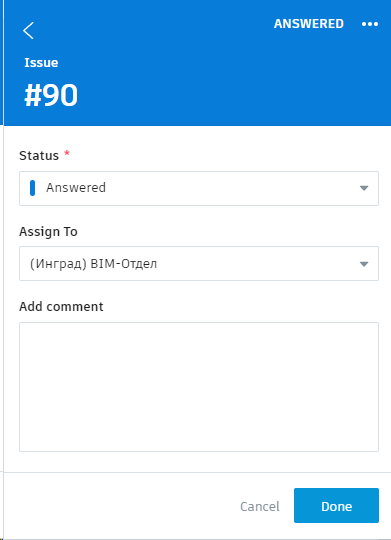 ANSWERED
Issue
#90
Status *
Answered
Assign To
(Инград) BIM-Отдел
Add comment
Cancel
Done